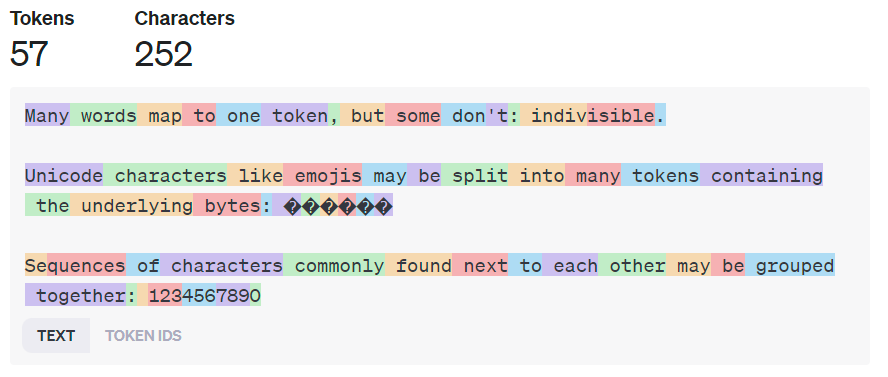 Tokens Characters
57 252
Many words map to one token, but some don't: indivisible.
Unicode characters like emojis may be split into many tokens containing
the underlying bytes: ������
Sequences of characters commonly found next to each other may be grouped
together: 1234567890
TEXT TOKEN IDS